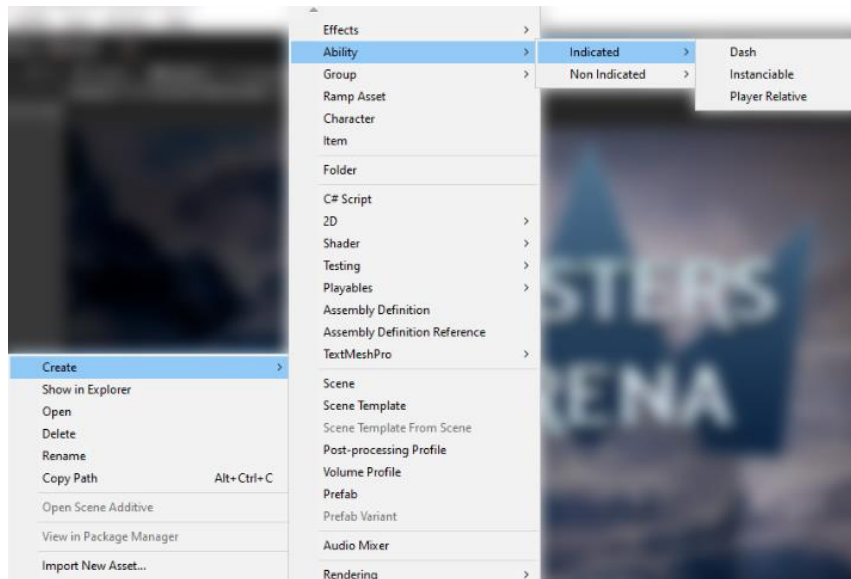 Create
Show in Explorer
Open
Delete
Rename
Copy Path Alt+Ctrl+C
Open Scene Additive
View in Package Manager
Import New Asset...
Effects
Ability
Group
Ramp Asset
Character
Item
Folder
C# Script
2D
Shader
Testing
Playables
Assembly Definition
Assembly Definition Reference
TextMeshPro
Scene
Scene Template
Scene Template From Scene
Post-processing Profile
Volume Profile
Prefab
Prefab Variant
Audio Mixer
Rendering
Indicated
Non Indicated
Dash
Instanciable
Player Relative
STERS
RENA